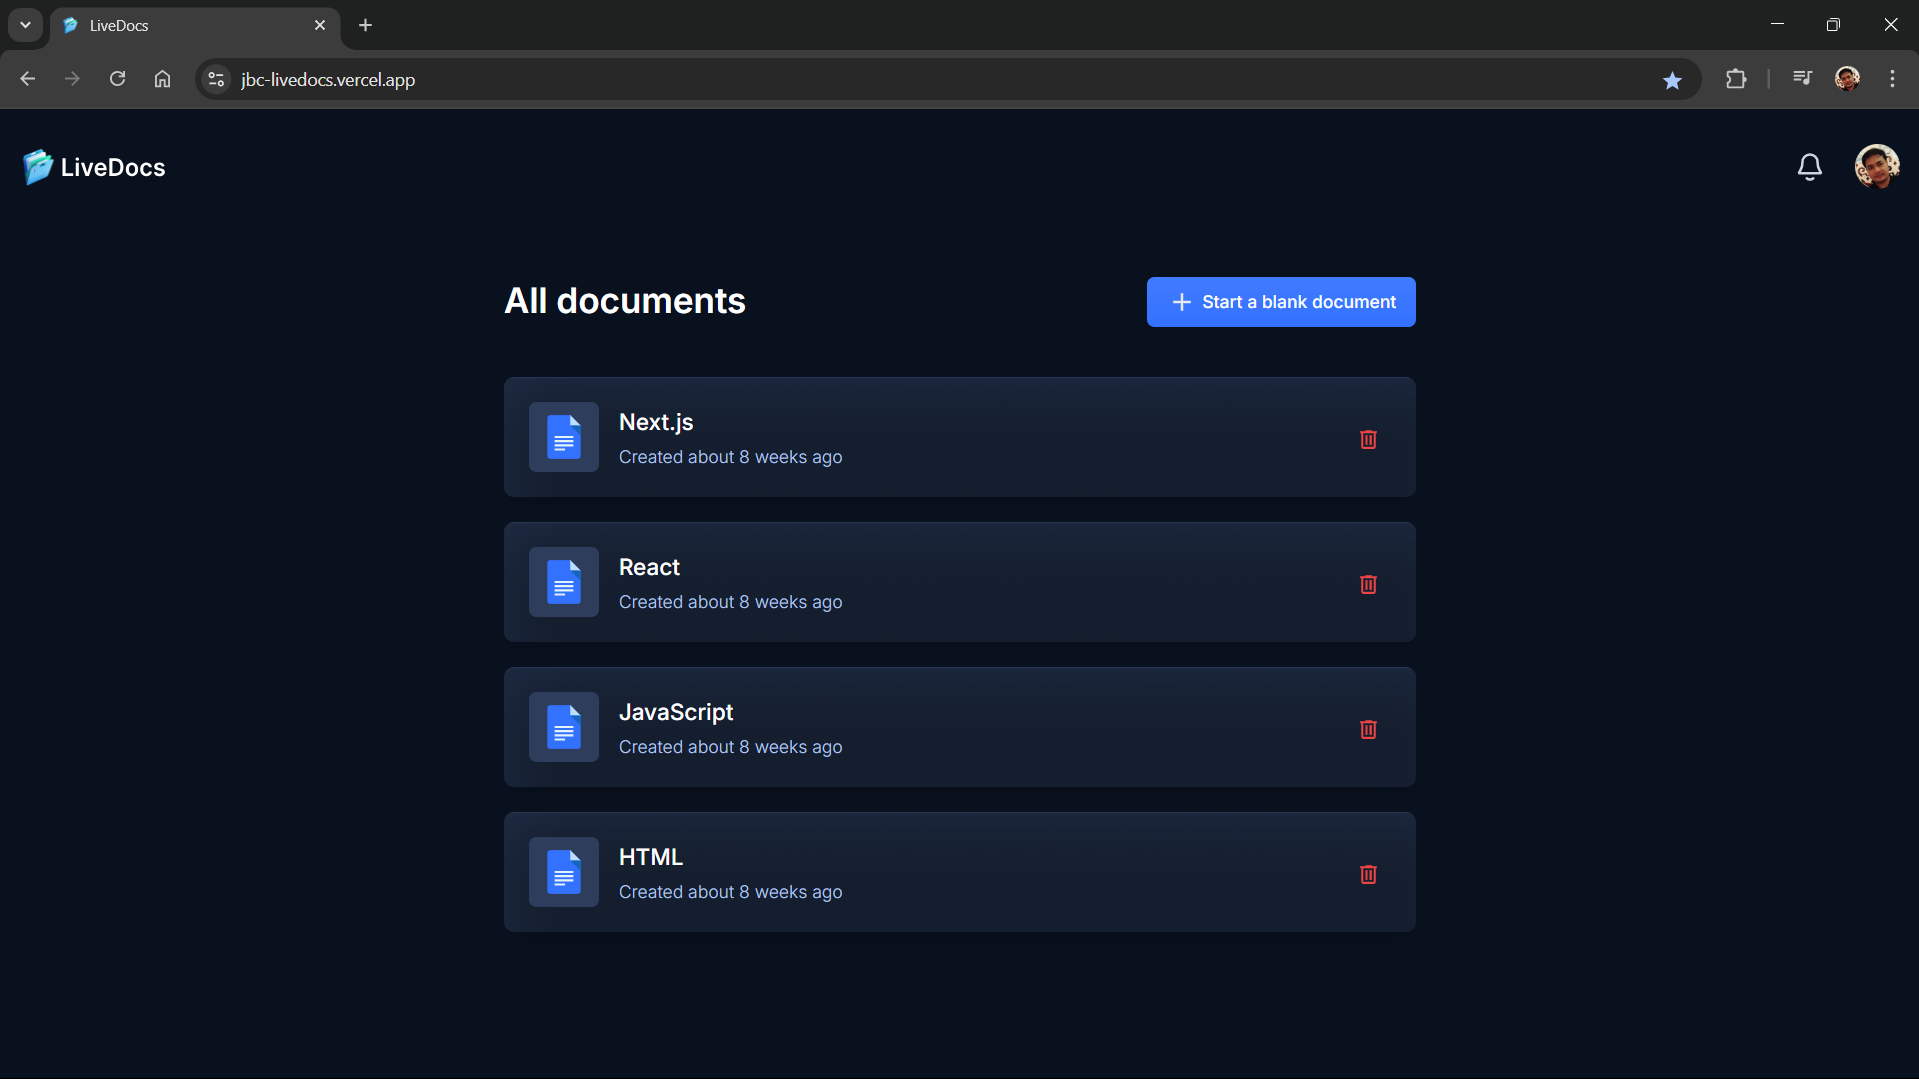 LiveDocs
jbc-livedocs.vercel.app
LiveDocs
All documents
Start a blank document
Next.js
Created about 8 weeks ago
React
Created about 8 weeks ago
JavaScript
Created about 8 weeks ago
HTML
Created about 8 weeks ago